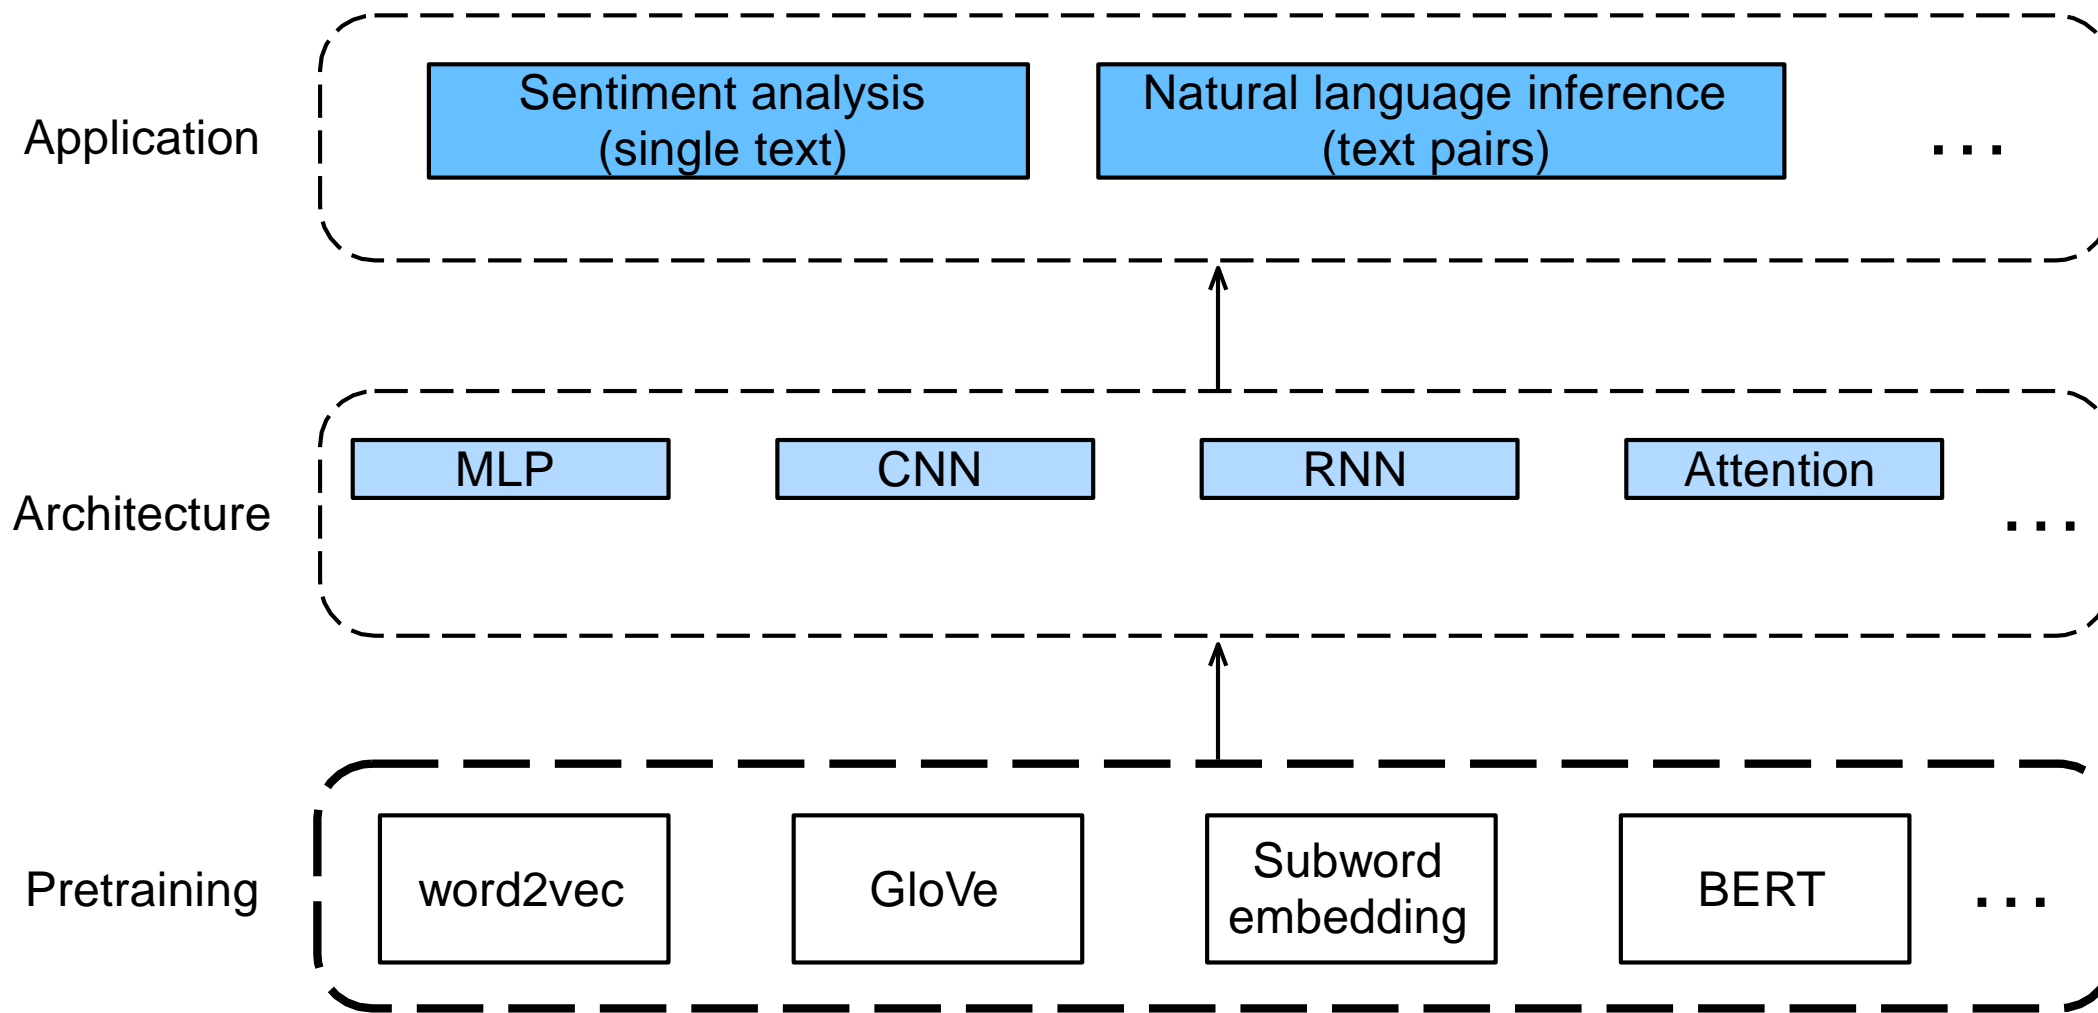 Application
Sentiment analysis
(single text)
Natural language inference
(text pairs)
...
Architecture
MLP
CNN
RNN
Attention
...
Pretraining
word2vec
GloVe
Subword
embedding
BERT
...